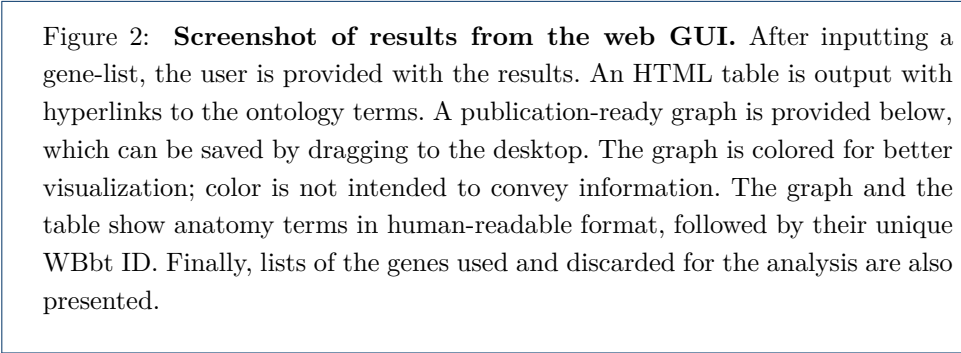 Figure 2: Screenshot of results from the web GUI. After inputting a
gene-list, the user is provided with the results. An HTML table is output with
hyperlinks to the ontology terms. A publication-ready graph is provided below,
which can be saved by dragging to the desktop. The graph is colored for better
visualization; color is not intended to convey information. The graph and the
table show anatomy terms in human-readable format, followed by their unique
WBbt ID. Finally, lists of the genes used and discarded for the analysis are also
presented.